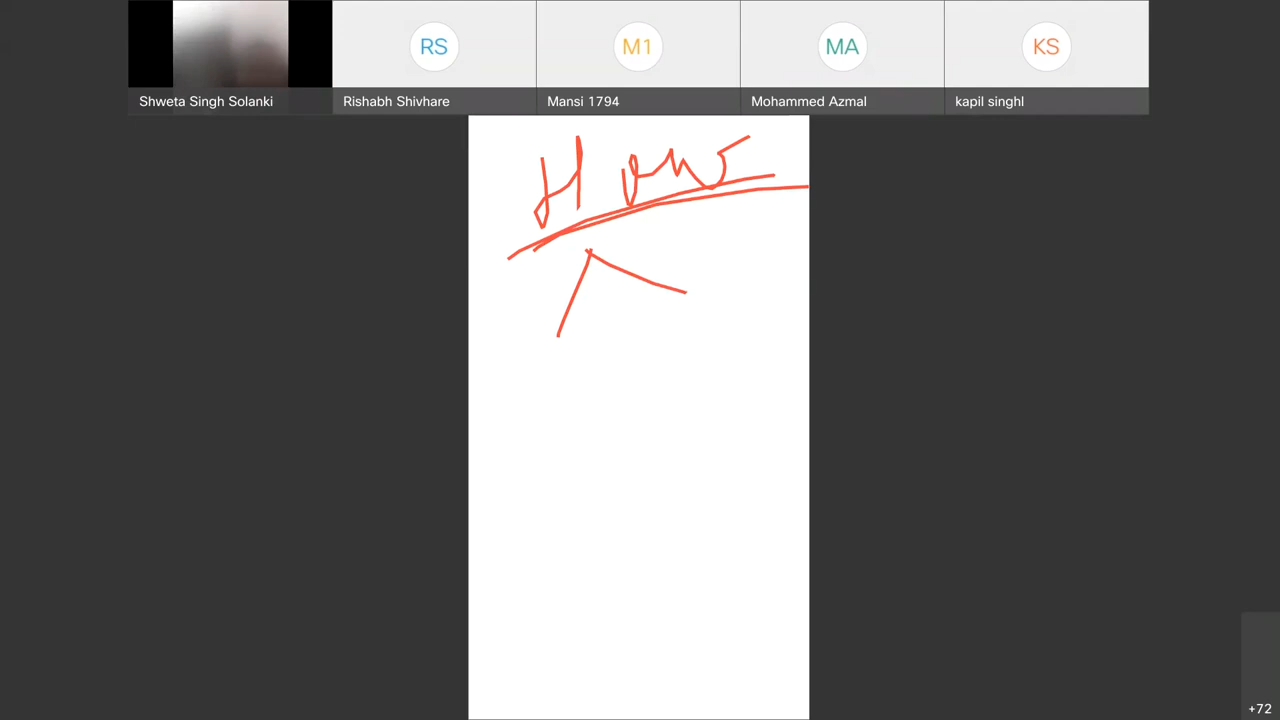 RS
M1
MA
KS
Shweta Singh Solanki
Rishabh Shivhare
Mansi 1794
Mohammed Azmal
kapil singhl
+72